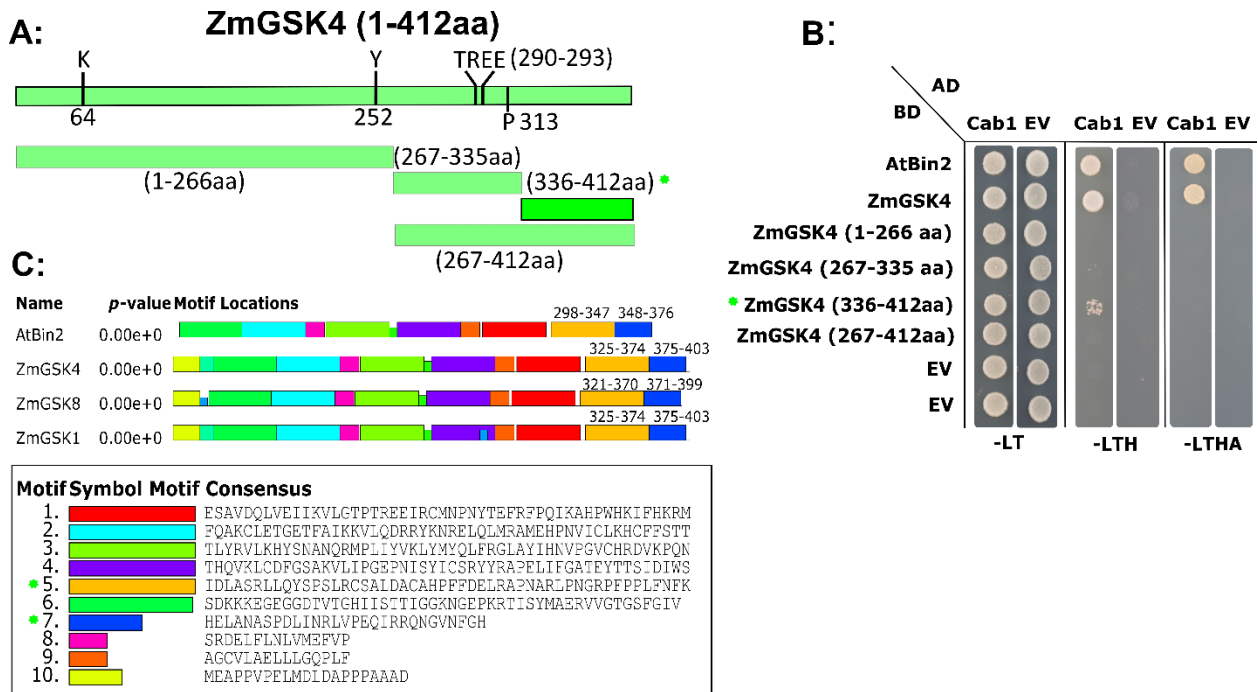 A:
ZmGSK4 (1-412aa)
K Y TREE (290-293)
64 252 P 313
(1-266aa)
(267-335aa)
(336-412aa)
(267-412aa)
B:
AD
BD
Cab1 EV Cab1 EV Cab1 EV
AtBin2
ZmGSK4
ZmGSK4 (1-266 aa)
ZmGSK4 (267-335 aa)
ZmGSK4 (336-412aa)
ZmGSK4 (267-412aa)
EV
EV
-LT -LTH -LTHA
C:
Name p-value Motif Locations
298-347 348-376
AtBin2 0.00e+0
325-374 375-403
ZmGSK4 0.00e+0
321-370 371-399
ZmGSK8 0.00e+0
325-374 375-403
ZmGSK1 0.00e+0
Motif Symbol Motif Consensus
1. ESAVDQLVEIIKVLGTPTREEIRCMNPNYTEFRFPQIKAHPWHKIFHKRM
2. FQAKCLETGETFAIKKVLQDRRYKNRELQLMRAMEHPNVICLKHCFFSTT
3. TLYRVLKHYSNANQRMPLIYVKLYMYQLFRGLAYIHNVPGVCHRDVKPQN
4. THQVKLCDFGSAKVLIPGEPNISYICSRYYRAPELIFGATEYTTSIDIWS
5. IDLASRLLQYSPSLRCSALDACAHPFFDELRAPNARLPNGRPFPPLFNFK
6. SDKKKEGEGGDTVTGHIISTTIGGKNGEPKRTISYMAERVVGTGSFGIV
7. HELANASPDLINRLVPEQIRRQNGVNFGH
8. SRDELFLNLVMEFVP
9. AGCVLAELLLGQPLF
10. MEAPPVPELMDLDAPPPAAAD